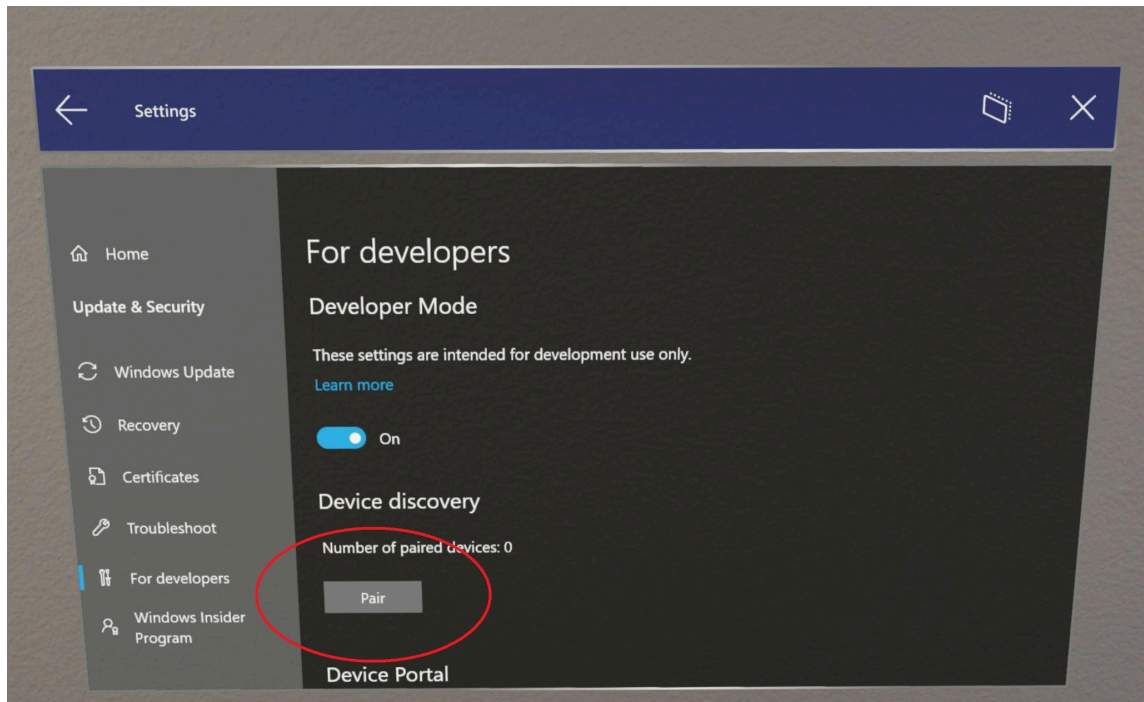 Settings
Home
Update & Security
Windows Update
Recovery
Certificates
Troubleshoot
For developers
Windows Insider
Program
For developers
Developer Mode
These settings are intended for development use only.
Learn more
On
Device discovery
Number of paired devices: 0
Pair
Device Portal